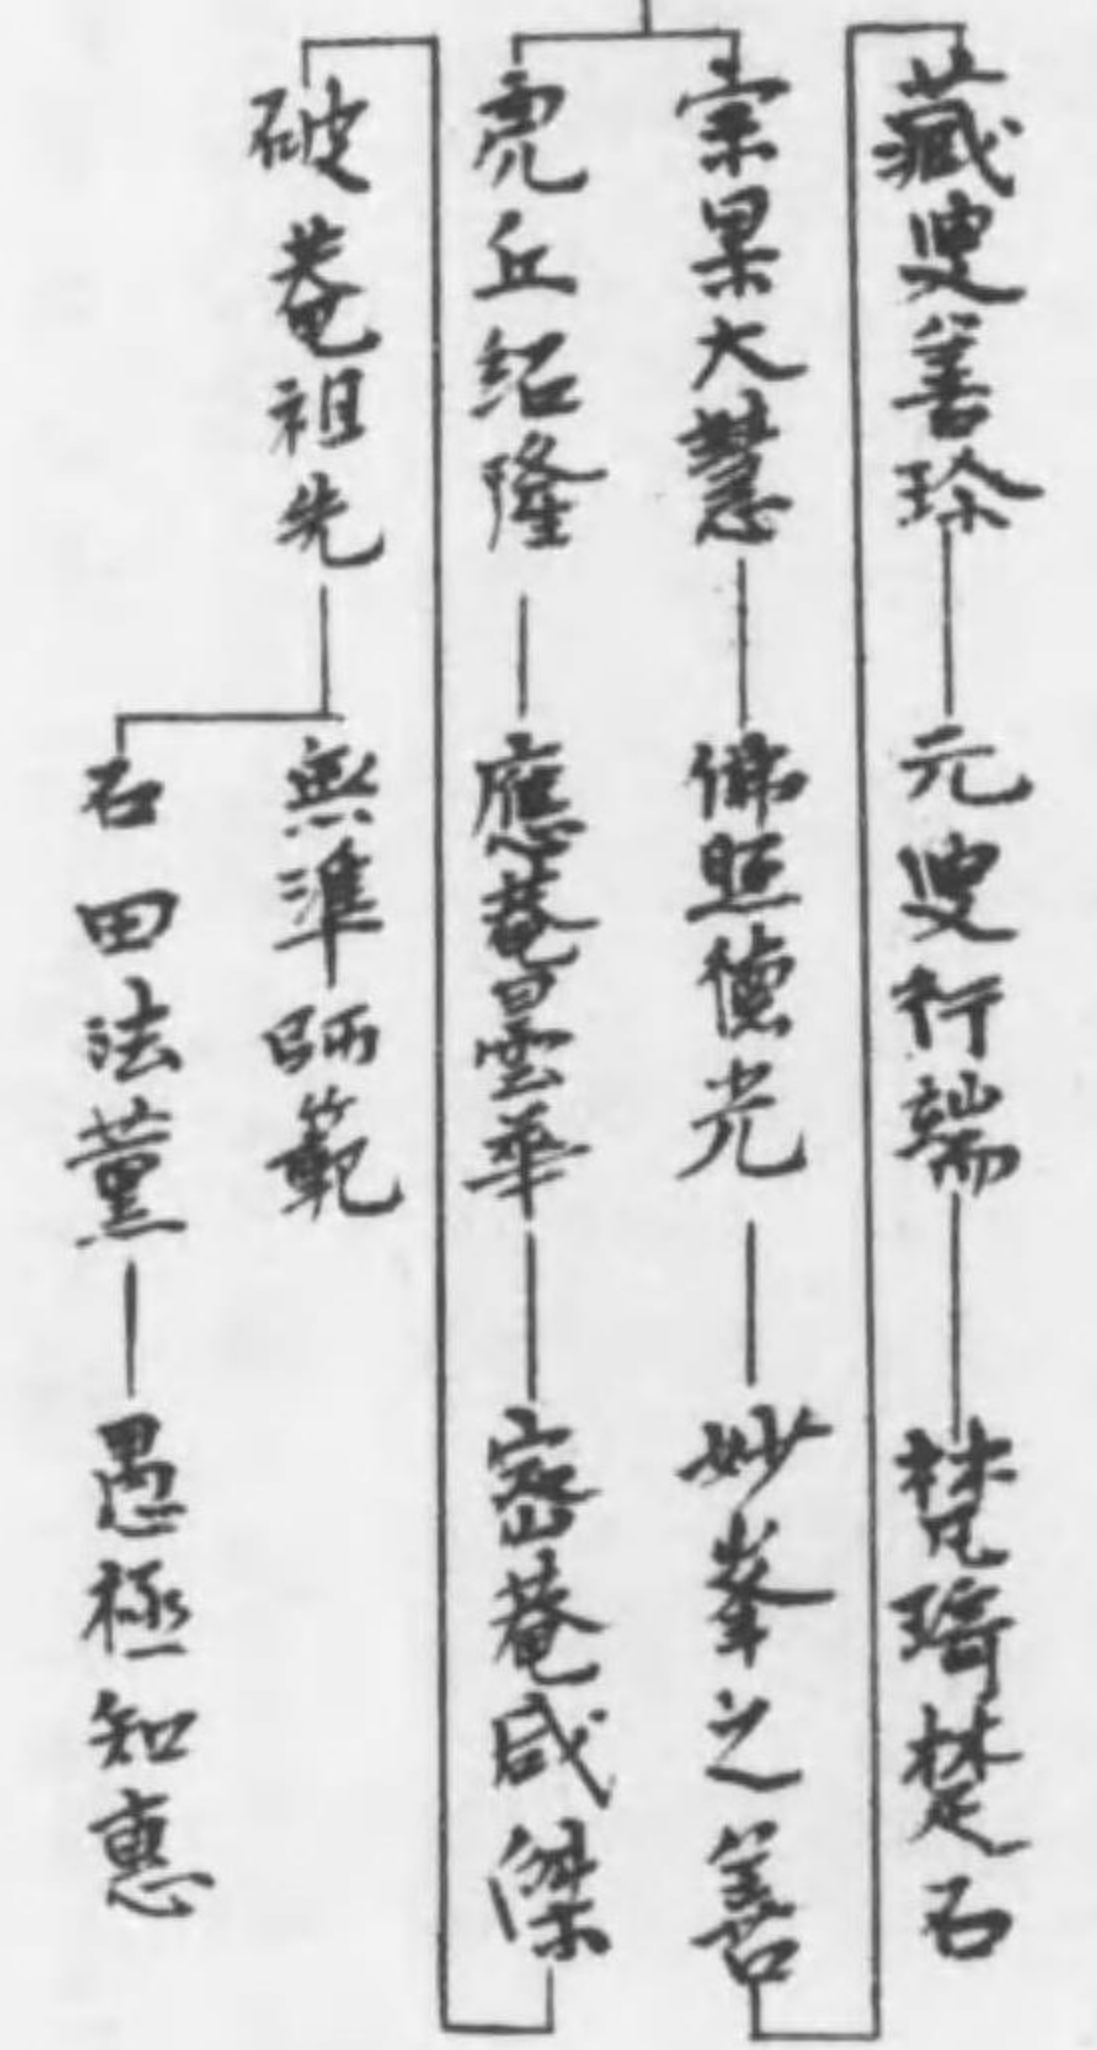 藏叟善珍
元叟行端
梵琦楚石
宗杲大慧
佛照德光
妙峯之善
虎丘紹隆
應菴曇華
密菴咸傑
破菴祖先
無準師範
石田法薰
愚極知惠